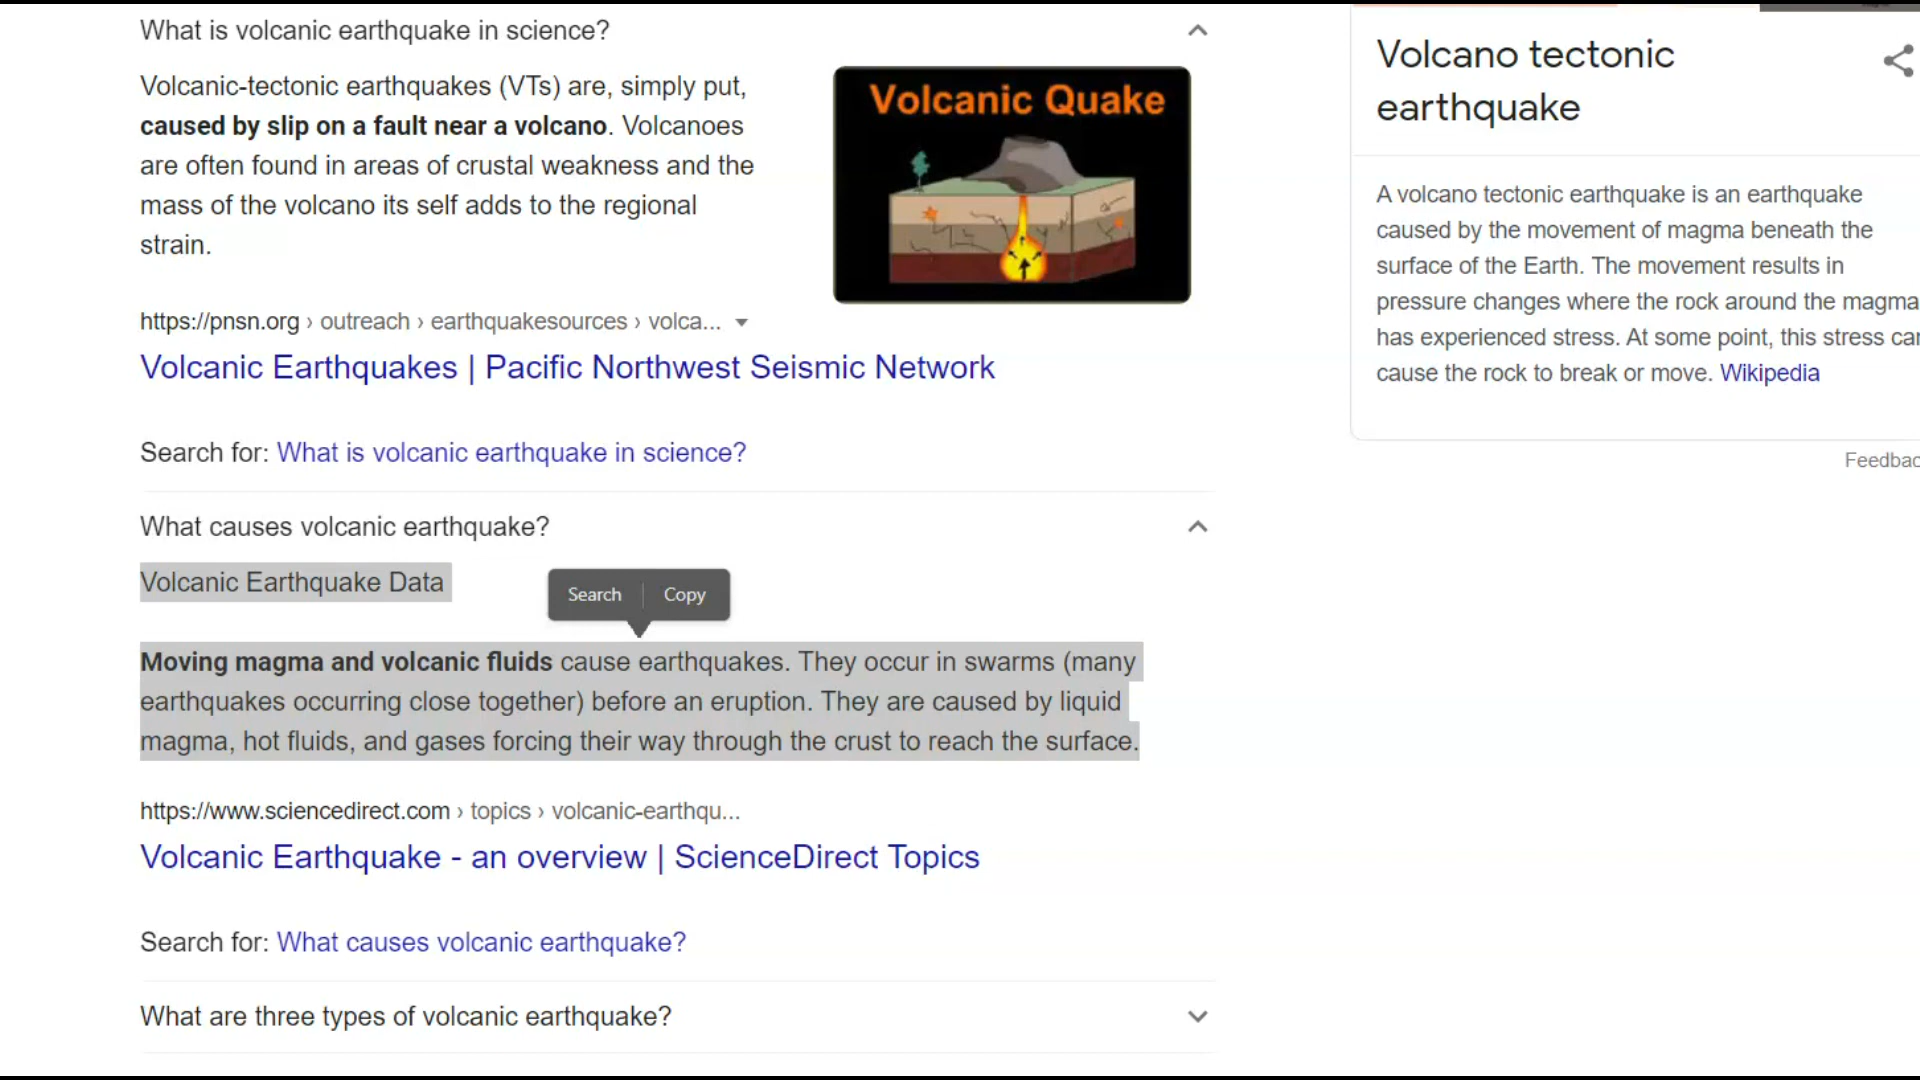 What is volcanic earthquake in science?
Volcanic-tectonic earthquakes (VTs) are, simply put,
caused by slip on a fault near a volcano. Volcanoes
are often found in areas of crustal weakness and the
mass of the volcano its self adds to the regional
strain.
Volcanic Quake
https://pnsn.org › outreach › earthquakesources › volca...
Volcanic Earthquakes | Pacific Northwest Seismic Network
Search for: What is volcanic earthquake in science?
What causes volcanic earthquake?
Volcanic Earthquake Data
Search
Copy
Moving magma and volcanic fluids cause earthquakes. They occur in swarms (many
earthquakes occurring close together) before an eruption. They are caused by liquid
magma, hot fluids, and gases forcing their way through the crust to reach the surface.
https://www.sciencedirect.com › topics › volcanic-earthqu...
Volcanic Earthquake - an overview | ScienceDirect Topics
Search for: What causes volcanic earthquake?
What are three types of volcanic earthquake?
Volcano tectonic
earthquake
A volcano tectonic earthquake is an earthquake
caused by the movement of magma beneath the
surface of the Earth. The movement results in
pressure changes where the rock around the magma
has experienced stress. At some point, this stress can
cause the rock to break or move. Wikipedia
Feedbac